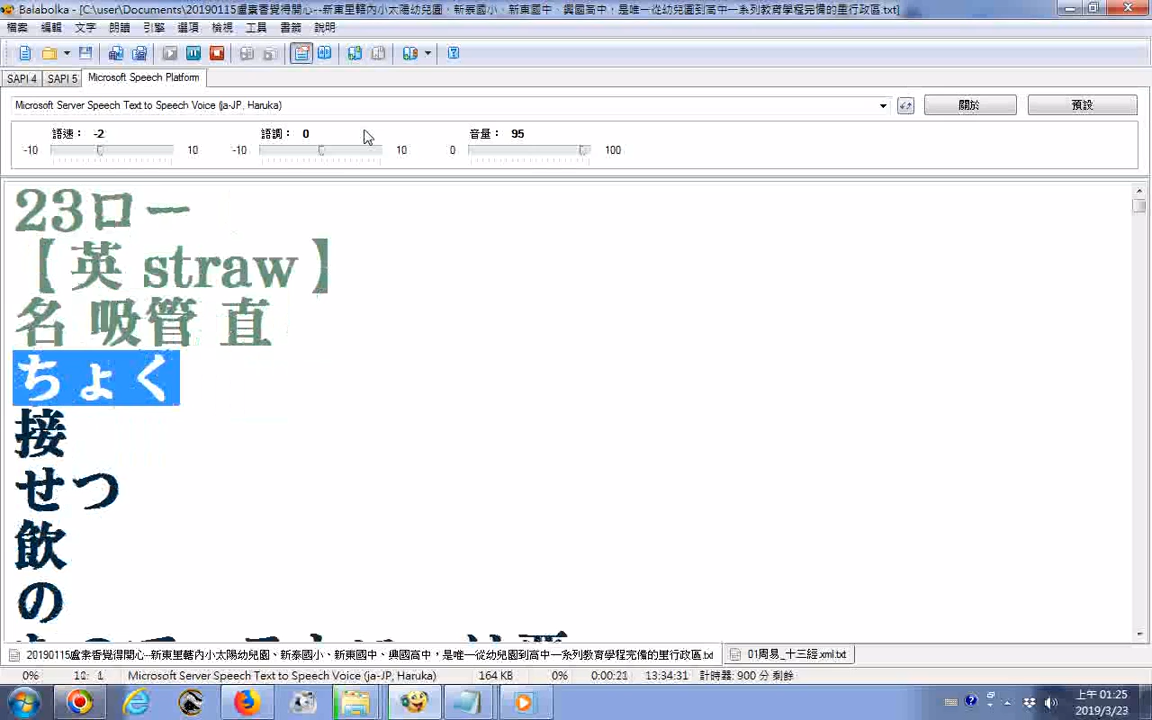 Balabolka - [C:\user\Documents\20190115盧素香覺得開心--新東里轄內小太陽幼兒園、新泰國小、新東國中、興國高中，是唯一從幼兒園到高中一系列教育學程完備的里行政區.txt]
檔案 編輯 文字 朗讀 引擎 選項 檢視 工具 書籤 說明
SAPI 4 SAPI 5 Microsoft Speech Platform
Microsoft Server Speech Text to Speech Voice (ja-JP, Haruka) 關於 預設
語速： -2 語調： 0 音量： 95
-10 10 -10 10 0 100
23ロー
【英 straw】
名 吸管 直
ちょく
接
せつ
飲
の
20190115盧素香覺得開心--新東里轄內小太陽幼兒園、新泰國小、新東國中、興國高中，是唯一從幼兒園到高中一系列教育學程完備的里行政區.txt 01周易_十三經.xml.txt
0% 12: 1 Microsoft Server Speech Text to Speech Voice (ja-JP, Haruka) 164 KB 0% 0:00:21 13:34:31 計時器: 900 分 剩餘
上午 01:25
2019/3/23